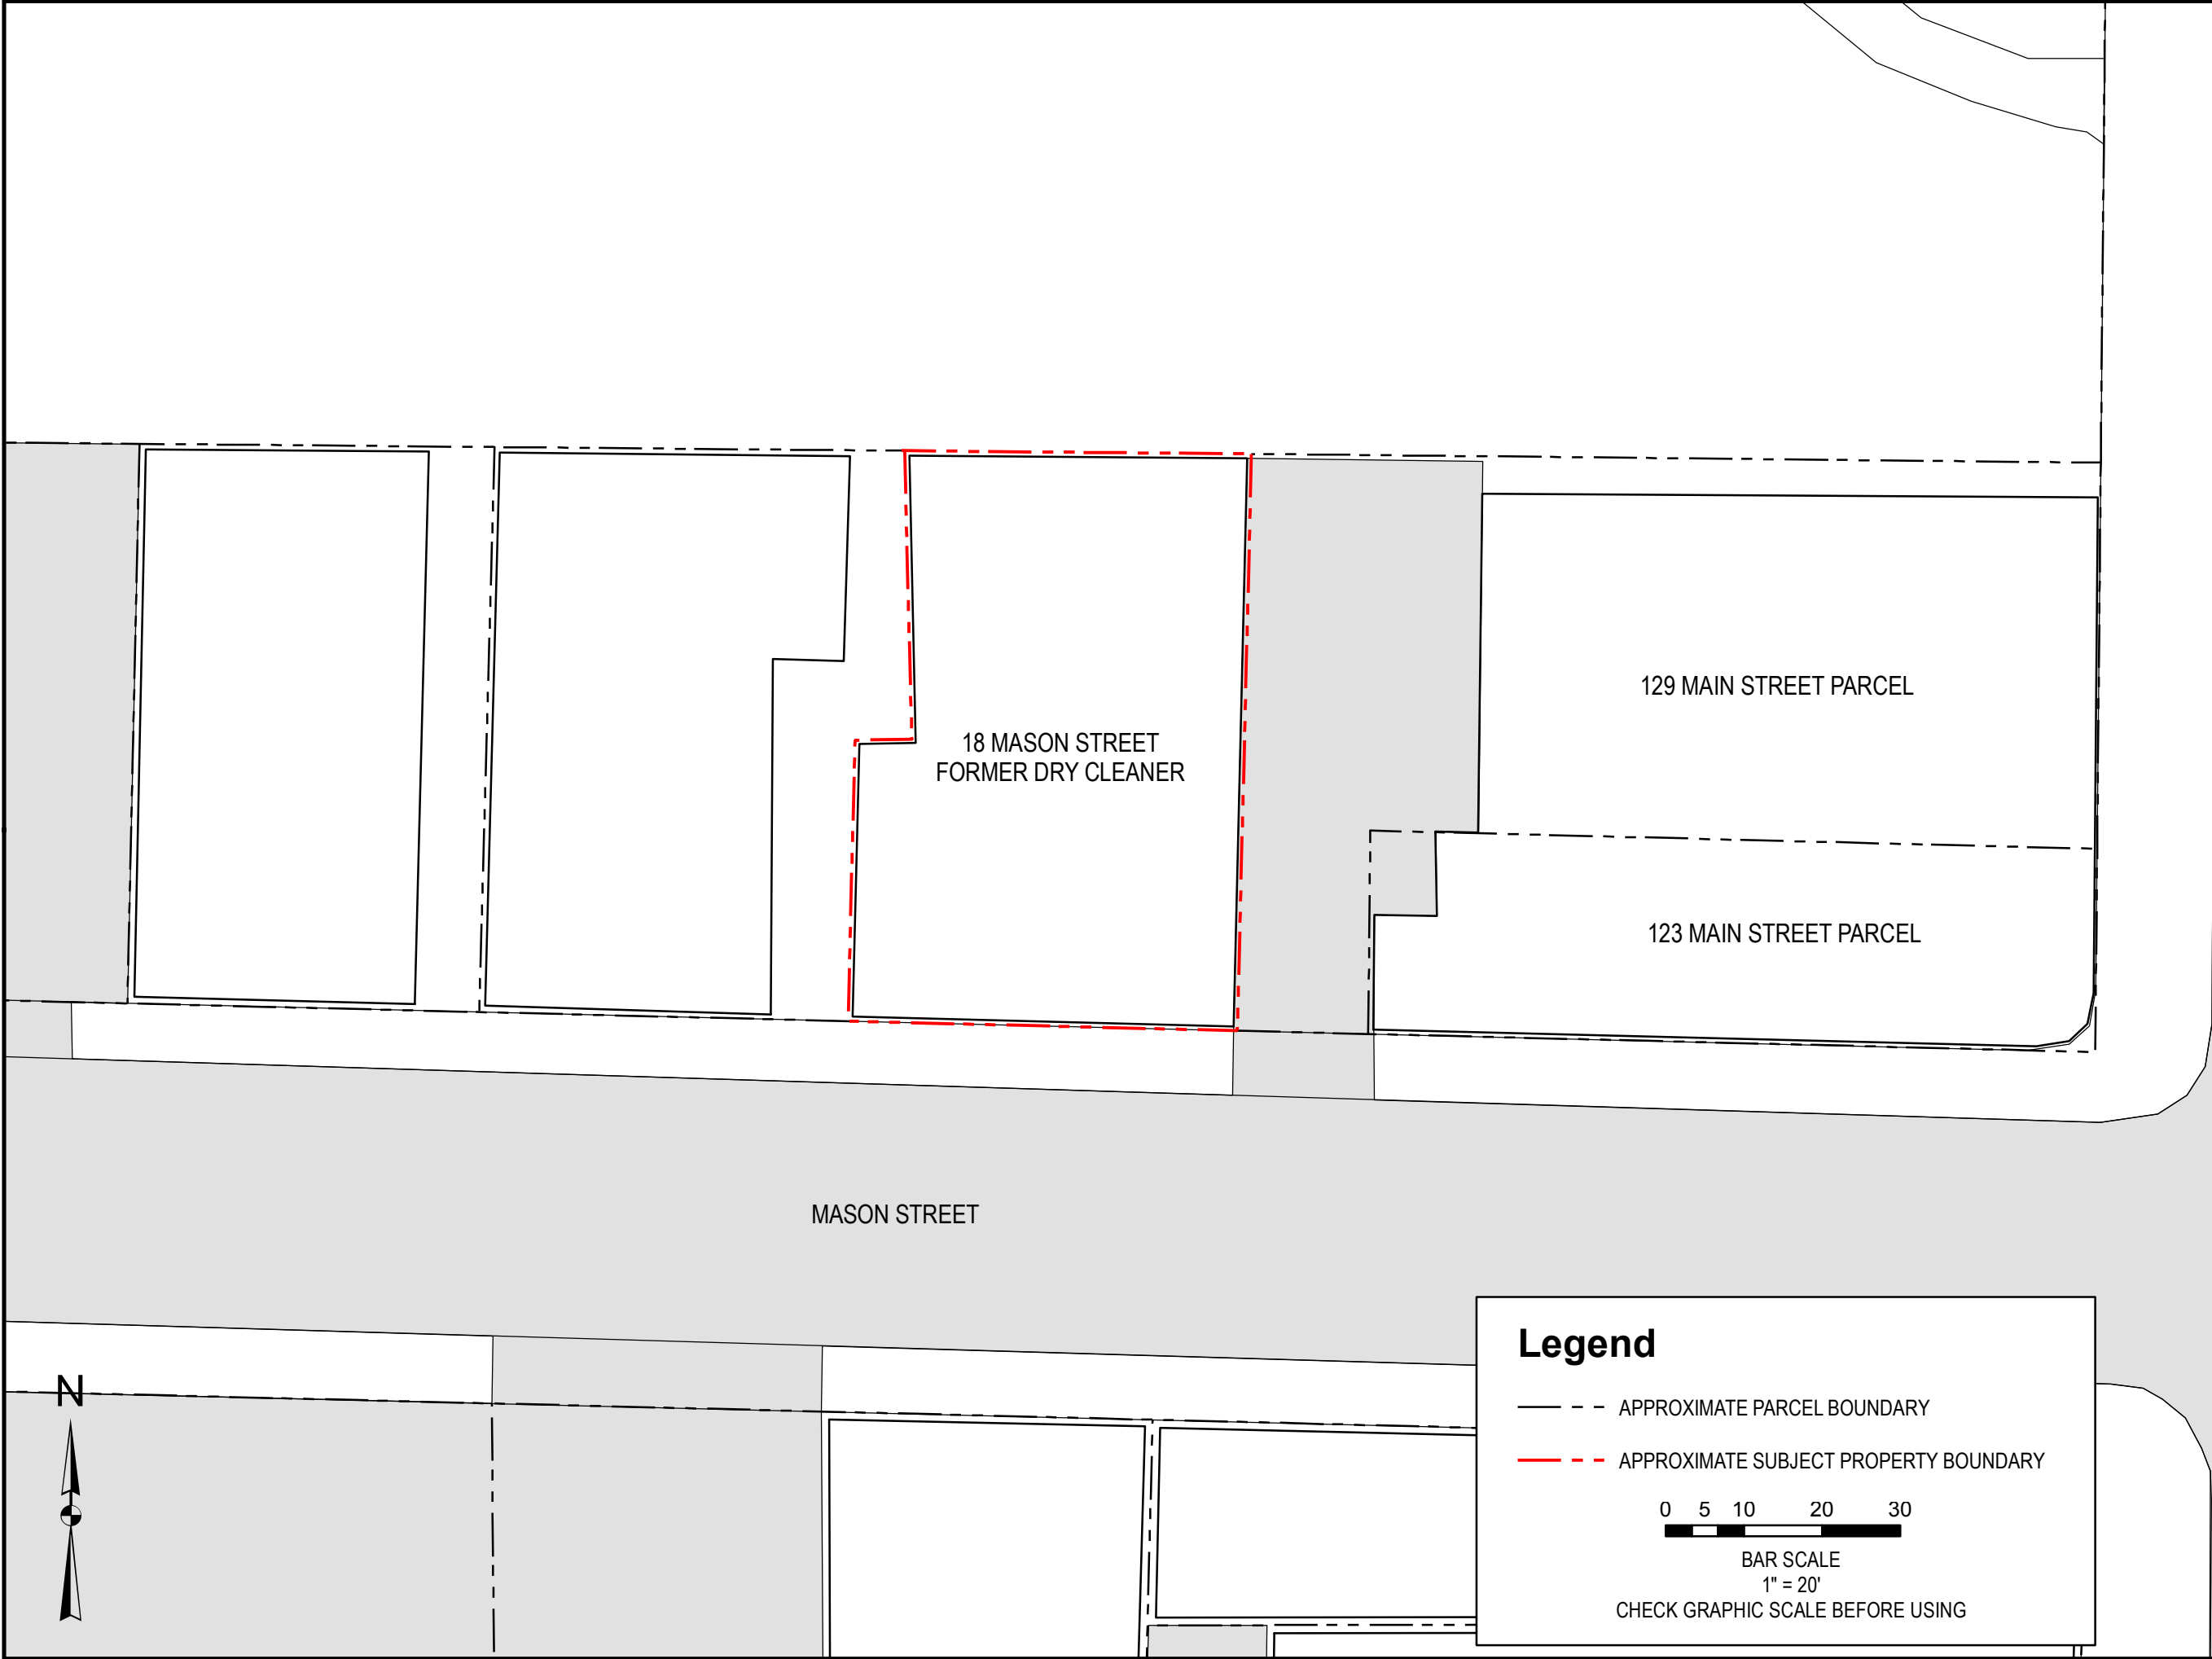 129 MAIN STREET PARCEL
18 MASON STREET
FORMER DRY CLEANER
123 MAIN STREET PARCEL
MASON STREET
N
Legend
APPROXIMATE PARCEL BOUNDARY
APPROXIMATE SUBJECT PROPERTY BOUNDARY
0 5 10 20 30
BAR SCALE
1" = 20'
CHECK GRAPHIC SCALE BEFORE USING